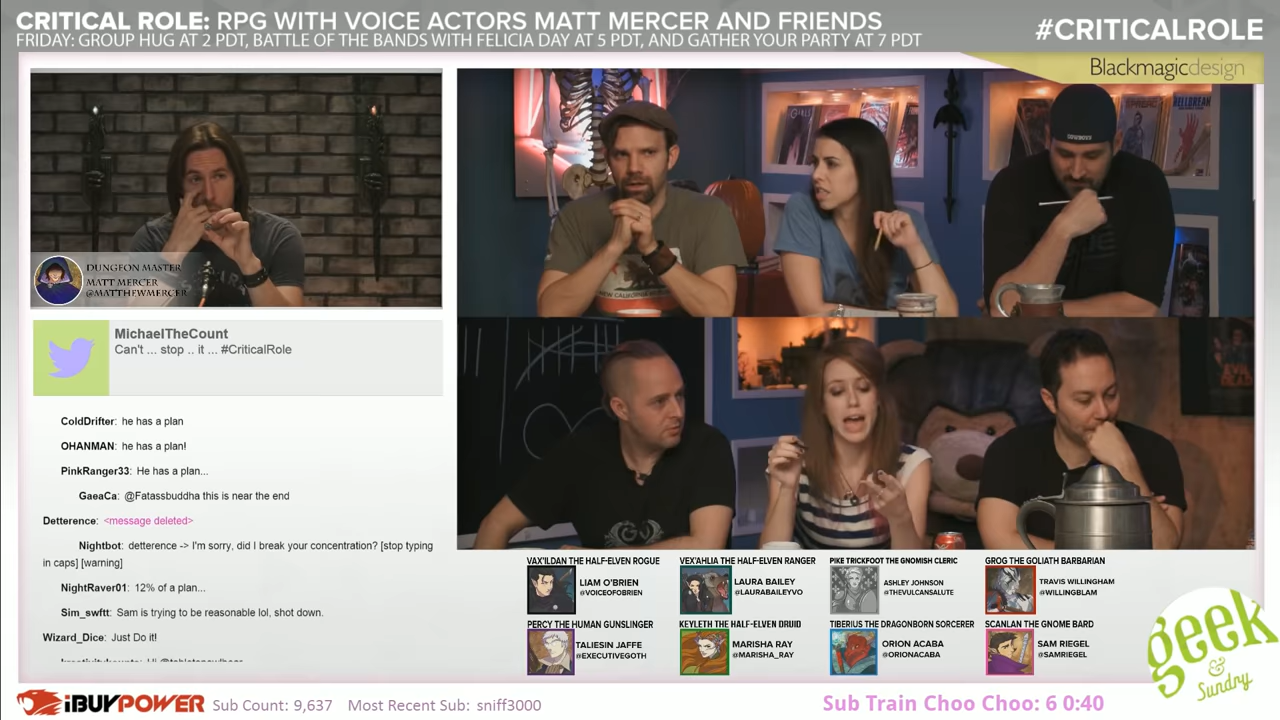 CRITICAL ROLE: RPG WITH VOICE ACTORS MATT MERCER AND FRIENDS
FRIDAY: GROUP HUG AT 2 PDT, BATTLE OF THE BANDS WITH FELICIA DAY AT 5 PDT, AND GATHER YOUR PARTY AT 7 PDT
#CRITICALROLE
Blackmagicdesign
DUNGEON MASTER
MATT MERCER
@MATTHEWMERCER
MichaelTheCount
Can't ... stop .. it ... #CriticalRole
ColdDrifter: he has a plan
OHANMAN: he has a plan!
PinkRanger33: He has a plan...
GaeaCa: @Fatassbuddha this is near the end
Detterence: <message deleted>
Nightbot: detterence -> I'm sorry, did I break your concentration? [stop typing
in caps] [warning]
NightRaver01: 12% of a plan...
Sim_swftt: Sam is trying to be reasonable lol, shot down.
Wizard_Dice: Just Do it!
VAX'ILDAN THE HALF-ELVEN ROGUE
LIAM O'BRIEN
@VOICEOFOBRIEN
VEX'AHLIA THE HALF-ELVEN RANGER
LAURA BAILEY
@LAURABAILEYVO
PIKE TRICKFOOT THE GNOMISH CLERIC
ASHLEY JOHNSON
@THEVULCANSALUTE
GROG THE GOLIATH BARBARIAN
TRAVIS WILLINGHAM
@WILLINGBLAM
PERCY THE HUMAN GUNSLINGER
TALIESIN JAFFE
@EXECUTIVEGOTH
KEYLETH THE HALF-ELVEN DRUID
MARISHA RAY
@MARISHA_RAY
TIBERIUS THE DRAGONBORN SORCERER
ORION ACABA
@ORIONACABA
SCANLAN THE GNOME BARD
SAM RIEGEL
@SAMRIEGEL
geek
&
Sundry
iBUYPOWER
Sub Count: 9,637 Most Recent Sub: sniff3000
Sub Train Choo Choo: 6 0:40